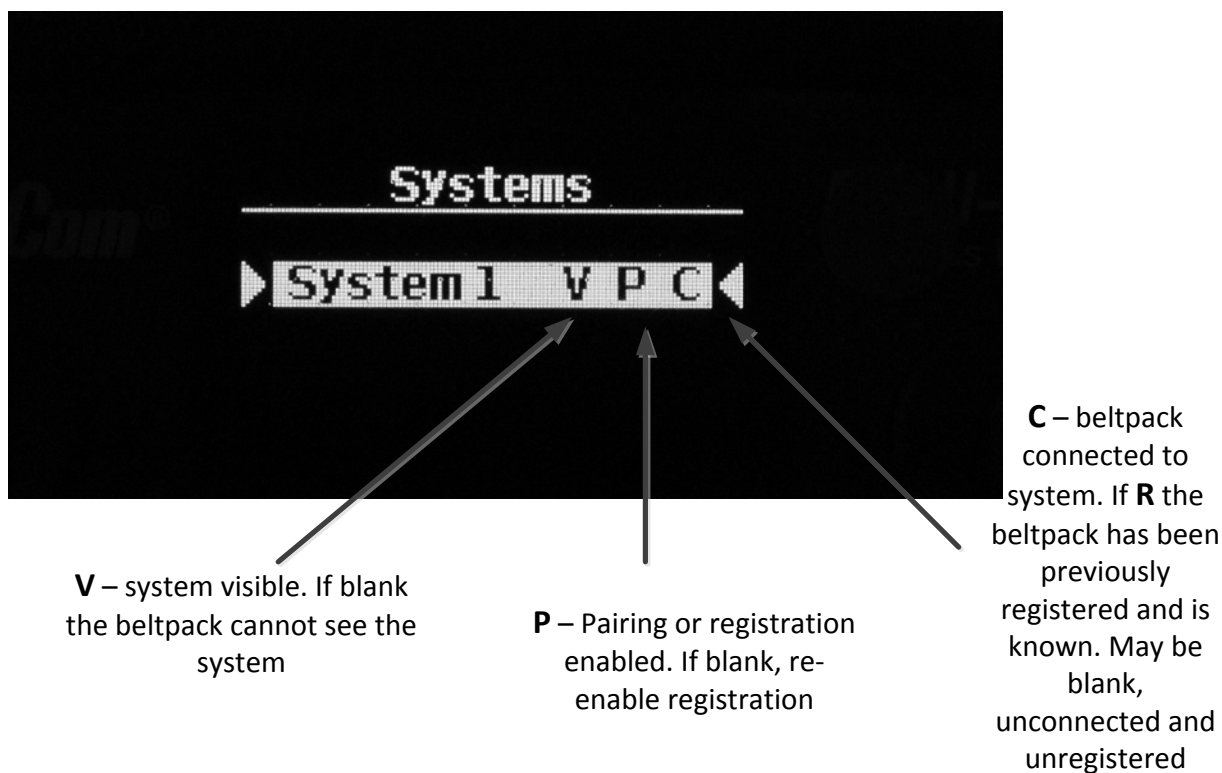 Systems
System 1 V P C
V – system visible. If blank
the beltpack cannot see the
system
P – Pairing or registration
enabled. If blank, re-
enable registration
C – beltpack
connected to
system. If R the
beltpack has been
previously
registered and is
known. May be
blank,
unconnected and
unregistered